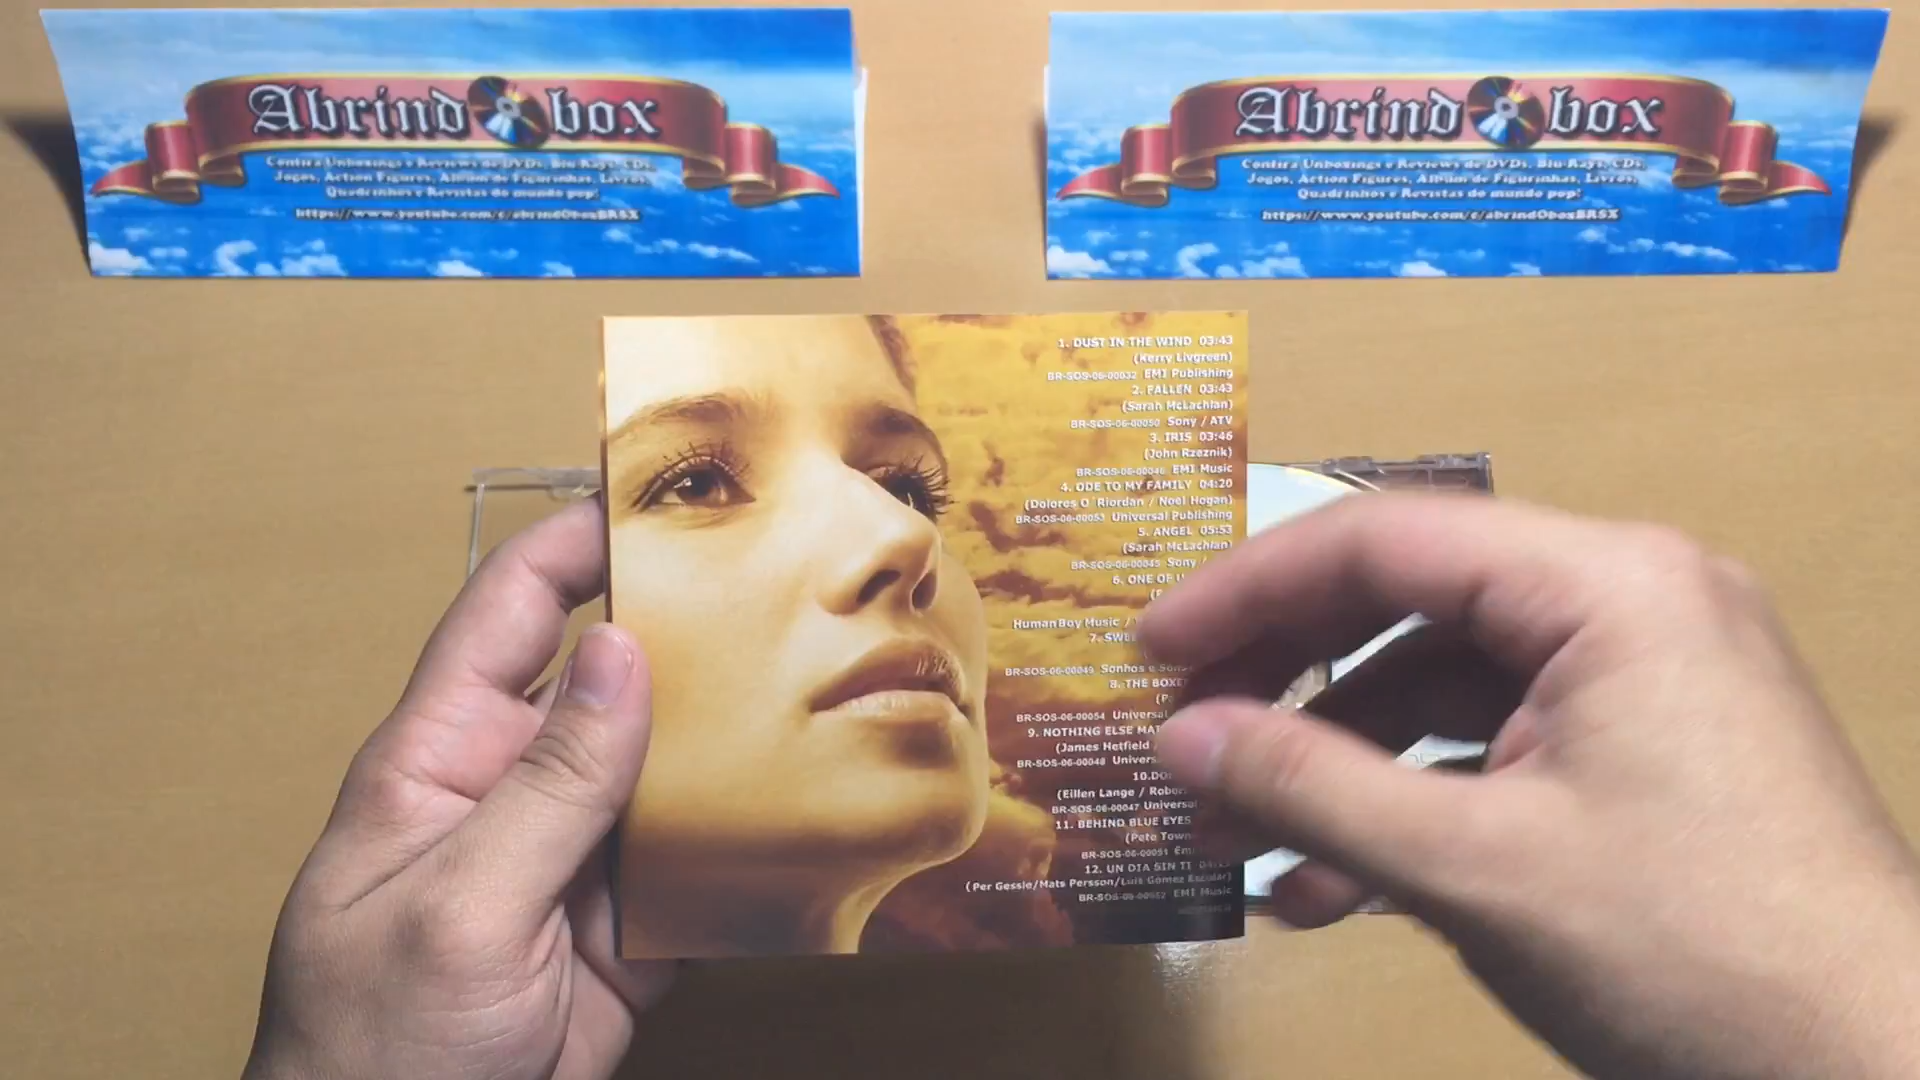 Abrind box
Confira Unboxings e Reviews de DVDs, Blu-Rays, CDs,
Jogos, Action Figures, Álbum de Figurinhas, Livros,
Quadrinhos e Revistas do mundo pop!
https://www.youtube.com/c/abrind0boxBRSX
Abrind box
Confira Unboxings e Reviews de DVDs, Blu-Rays, CDs,
Jogos, Action Figures, Álbum de Figurinhas, Livros,
Quadrinhos e Revistas do mundo pop!
https://www.youtube.com/c/abrind0boxBRSX
1. DUST IN THE WIND 03:43
(Kerry Livgreen)
BR-SOS-06-00032 EMI Publishing
2. FALLEN 03:43
(Sarah McLachlan)
BR-SOS-06-00050 Sony / ATV
3. IRIS 03:46
(John Rzeznik)
BR-SOS-06-00046 EMI Music
4. ODE TO MY FAMILY 04:20
(Dolores O´Riordan / Noel Hogan)
BR-SOS-06-00053 Universal Publishing
5. ANGEL 05:53
(Sarah McLachlan)
BR-SOS-06-00045 Sony /
6. ONE OF
HumanBoy Music /
7.
BR-SOS-06-00049 Sonhos e
8. THE
BR-SOS-06-00054
9. NOTHING ELSE
(James Hetfield /
BR-SOS-06-00048
10.
(Eillen Lange /
BR-SOS-06-00047 Universal
11. BEHIND BLUE EYES
(Pete
BR-SOS-06-00051
12. UN DIA SIN TI
(Per Gessle/Mats Persson/Luis Gomez Escolar)
BR-SOS-06-00052 EMI Music